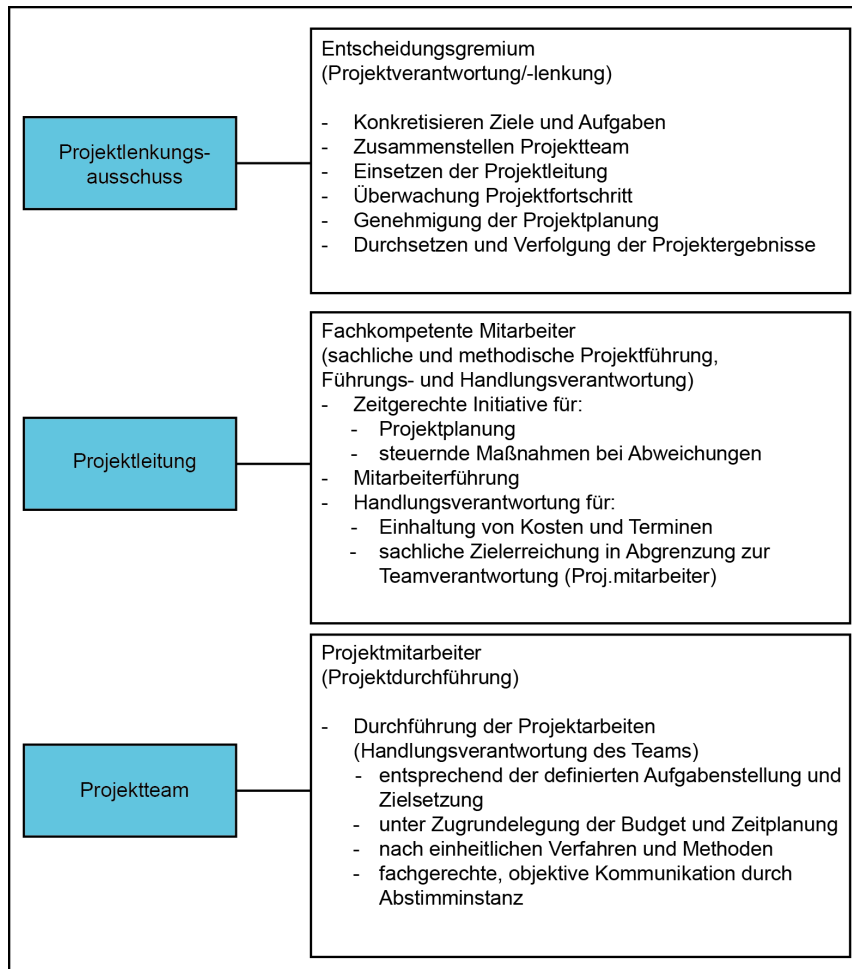 Projektlenkungs-
ausschuss
Entscheidungsgremium
(Projektverantwortung/-lenkung)
- Konkretisieren Ziele und Aufgaben
- Zusammenstellen Projektteam
- Einsetzen der Projektleitung
- Überwachung Projektfortschritt
- Genehmigung der Projektplanung
- Durchsetzen und Verfolgung der Projektergebnisse
Projektleitung
Fachkompetente Mitarbeiter
(sachliche und methodische Projektführung,
Führungs- und Handlungsverantwortung)
- Zeitgerechte Initiative für:
- Projektplanung
- steuernde Maßnahmen bei Abweichungen
- Mitarbeiterführung
- Handlungsverantwortung für:
- Einhaltung von Kosten und Terminen
- sachliche Zielerreichung in Abgrenzung zur
Teamverantwortung (Proj.mitarbeiter)
Projektteam
Projektmitarbeiter
(Projektdurchführung)
- Durchführung der Projektarbeiten
(Handlungsverantwortung des Teams)
- entsprechend der definierten Aufgabenstellung und
Zielsetzung
- unter Zugrundelegung der Budget und Zeitplanung
- nach einheitlichen Verfahren und Methoden
- fachgerechte, objektive Kommunikation durch
Abstimminstanz